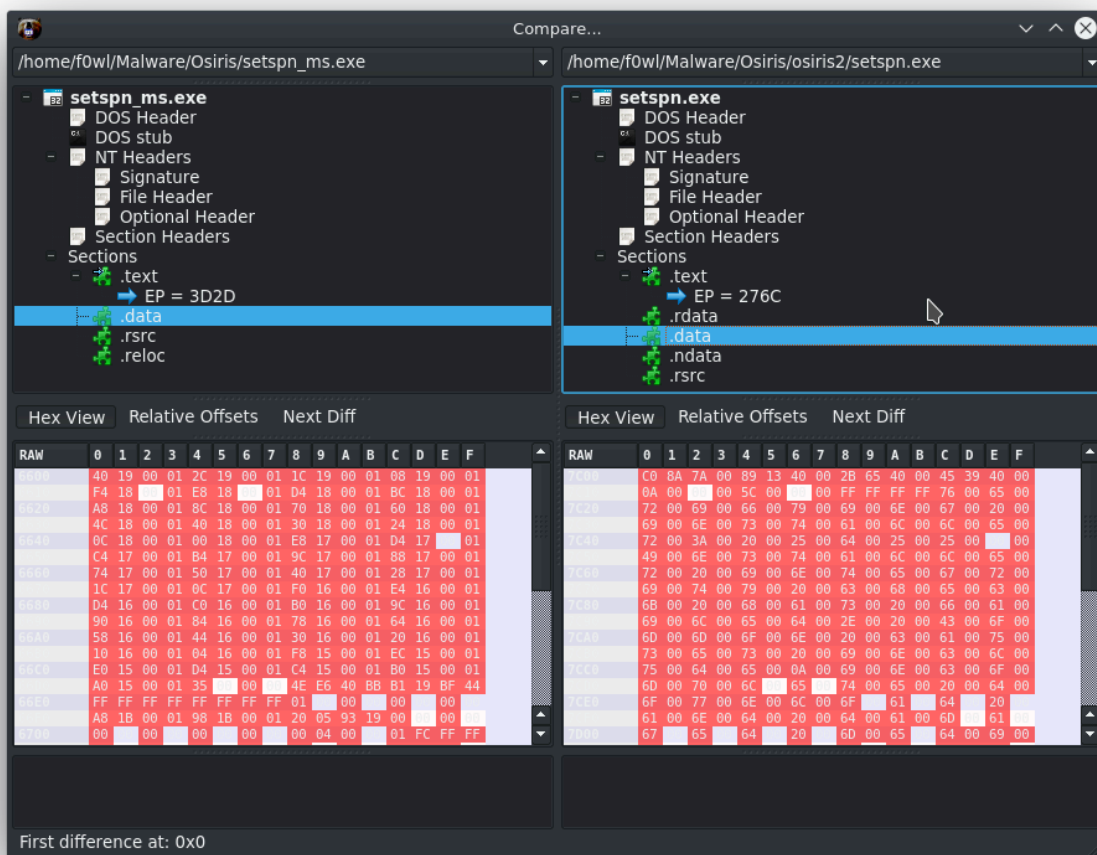 Compare...
/home/f0wl/Malware/Osiris/setspn_ms.exe
setspn_ms.exe
DOS Header
DOS stub
NT Headers
Signature
File Header
Optional Header
Section Headers
Sections
.text
EP = 3D2D
.data
.rsrc
.reloc
Hex View Relative Offsets Next Diff
RAW 0 1 2 3 4 5 6 7 8 9 A B C D E F
6600 40 19 00 01 2C 19 00 01 1C 19 00 01 08 19 00 01
F4 18 00 01 E8 18 00 01 D4 18 00 01 BC 18 00 01
6620 A8 18 00 01 8C 18 00 01 70 18 00 01 60 18 00 01
4C 18 00 01 40 18 00 01 30 18 00 01 24 18 00 01
6640 0C 18 00 01 00 18 00 01 E8 17 00 01 D4 17 01
C4 17 00 01 B4 17 00 01 9C 17 00 01 88 17 00 01
6660 74 17 00 01 50 17 00 01 40 17 00 01 28 17 00 01
1C 17 00 01 0C 17 00 01 F0 16 00 01 E4 16 00 01
6680 D4 16 00 01 C0 16 00 01 B0 16 00 01 9C 16 00 01
90 16 00 01 84 16 00 01 78 16 00 01 64 16 00 01
66A0 58 16 00 01 44 16 00 01 30 16 00 01 20 16 00 01
10 16 00 01 04 16 00 01 F8 15 00 01 EC 15 00 01
66C0 E0 15 00 01 D4 15 00 01 C4 15 00 01 B0 15 00 01
A0 15 00 01 35 00 00 00 4E E6 40 BB B1 19 BF 44
66E0 FF FF FF FF FF FF FF FF 01 00 00 00
A8 1B 00 01 98 1B 00 01 20 05 93 19 00 00 00 00
6700 00 00 00 00 00 04 00 01 FC FF FF
/home/f0wl/Malware/Osiris/osiris2/setspn.exe
setspn.exe
DOS Header
DOS stub
NT Headers
Signature
File Header
Optional Header
Section Headers
Sections
.text
EP = 276C
.rdata
.data
.ndata
.rsrc
Hex View Relative Offsets Next Diff
RAW 0 1 2 3 4 5 6 7 8 9 A B C D E F
7C00 C0 8A 7A 00 89 13 40 00 2B 65 40 00 45 39 40 00
0A 00 00 00 5C 00 00 00 FF FF FF FF 76 00 65 00
7C20 72 00 69 00 66 00 79 00 69 00 6E 00 67 00 20 00
69 00 6E 00 73 00 74 00 61 00 6C 00 6C 00 65 00
7C40 72 00 3A 00 20 00 25 00 64 00 25 00 25 00 00
49 00 6E 00 73 00 74 00 61 00 6C 00 6C 00 65 00
7C60 72 00 20 00 69 00 6E 00 74 00 65 00 67 00 72 00
69 00 74 00 79 00 20 00 63 00 68 00 65 00 63 00
7C80 6B 00 20 00 68 00 61 00 73 00 20 00 66 00 61 00
69 00 6C 00 65 00 64 00 2E 00 20 00 43 00 6F 00
7CA0 6D 00 6D 00 6F 00 6E 00 20 00 63 00 61 00 75 00
73 00 65 00 73 00 20 00 69 00 6E 00 63 00 6C 00
7CC0 75 00 64 00 65 00 0A 00 69 00 6E 00 63 00 6F 00
6D 00 70 00 6C 00 65 00 74 00 65 00 20 00 64 00
7CE0 6F 00 77 00 6E 00 6C 00 6F 61 64 20
61 00 6E 00 64 00 20 00 64 00 61 00 6D 00 61 00
7D00 67 65 64 20 6D 00 65 64 00 69 00
First difference at: 0x0